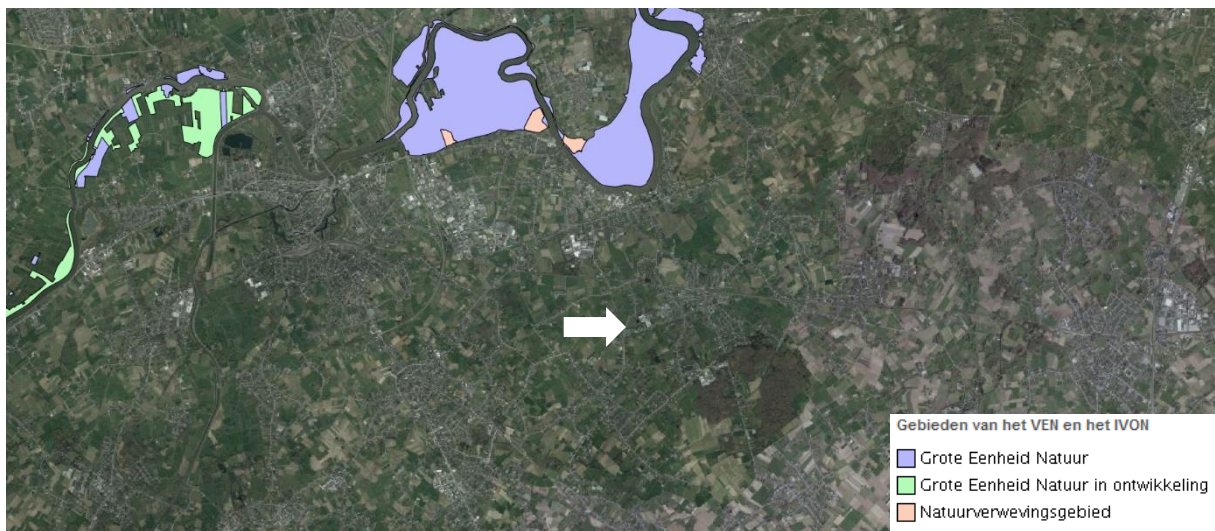 Gebieden van het VEN en het IVON
Grote Eenheid Natuur
Grote Eenheid Natuur in ontwikkeling
Natuurverwevingsgebied